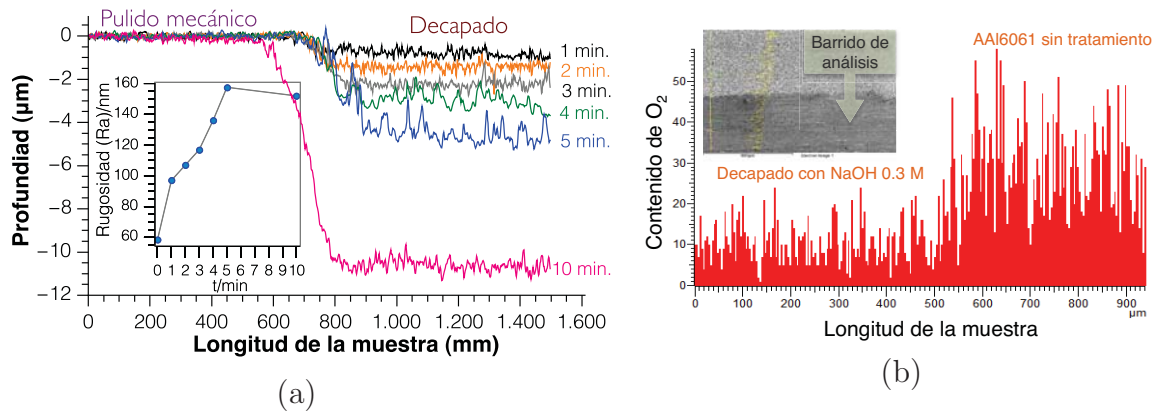 Pulido mecánico
Decapado
0
−2
−4
−6
−8
−10
−12
Profundiad (μm)
1 min.
2 min.
3 min.
4 min.
5 min.
10 min.
160
140
120
100
80
60
Rugosidad (Ra)/nm
0 1 2 3 4 5 6 7 8 9 10
t/min
0 200 400 600 800 1.000 1.200 1.400 1.600
Longitud de la muestra (mm)
(a)
AAl6061 sin tratamiento
Barrido de
análisis
Decapado con NaOH 0.3 M
50
40
30
20
10
0
Contenido de O2
0 100 200 300 400 500 600 700 800 900
μm
Longitud de la muestra
(b)